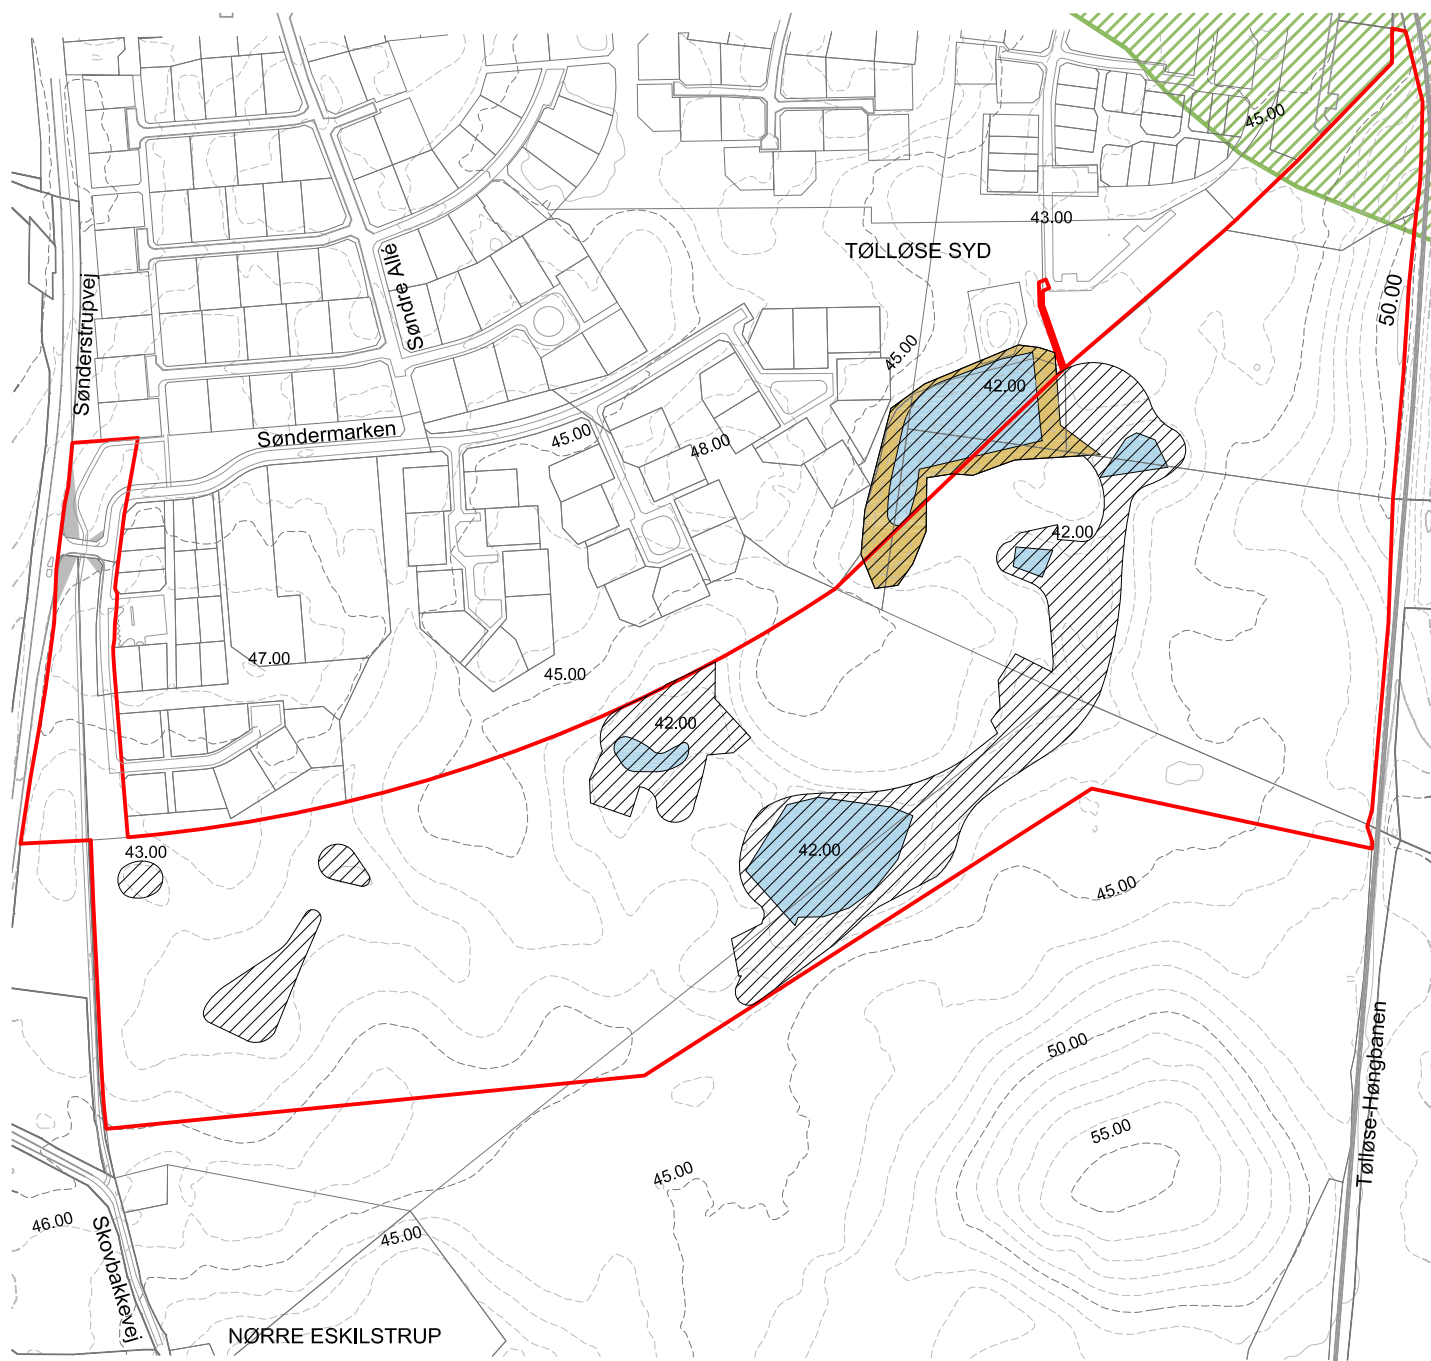 45.00
43.00
TØLLØSE SYD
Søndre Allé
Sønderstrupvej
50.00
45.00
42.00
Søndermarken
45.00
48.00
42.00
47.00
45.00
42.00
43.00
42.00
45.00
50.00
Tølløse-Høngbanen
55.00
45.00
46.00
45.00
Skovbakkevej
NØRRE ESKILSTRUP